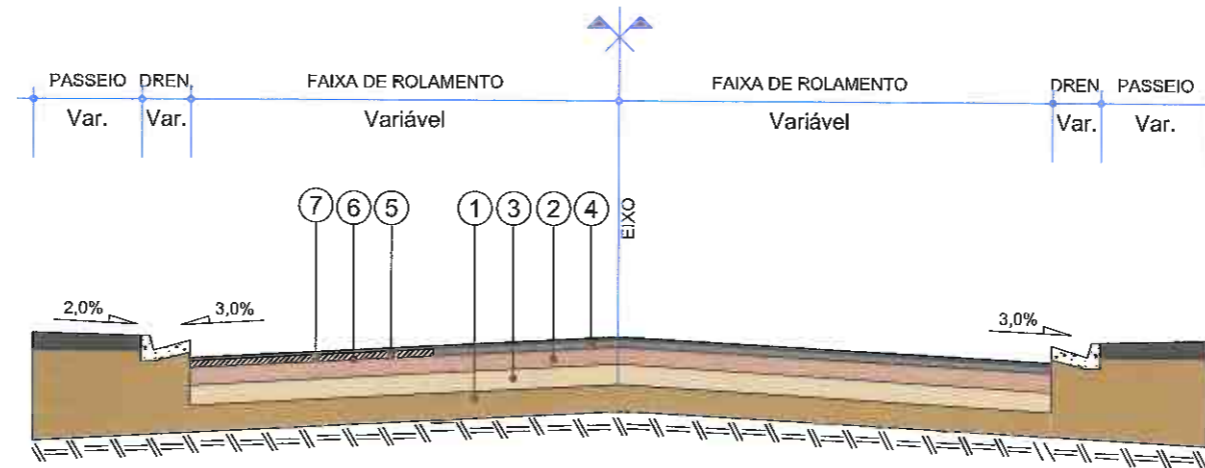 PASSEIO DREN. FAIXA DE ROLAMENTO FAIXA DE ROLAMENTO DREN. PASSEIO
Var. Var. Variável Variável Var. Var.
7 6 5 1 3 2 4
EIXO
2,0% 3,0% 3,0%